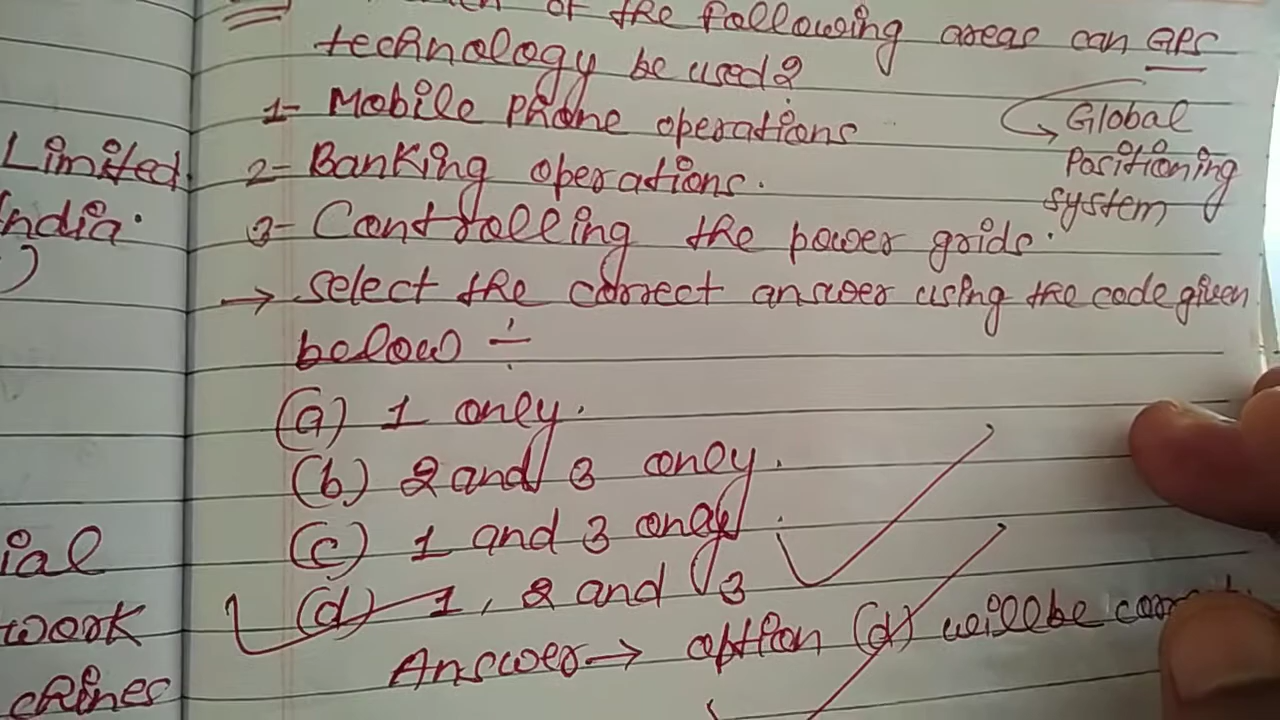 of the following areas can GPS
technology be used?
Global
Positioning
System
1- Mobile phone operations
2- Banking operations.
3- Controlling the power grids.
→ Select the correct answer using the code given
below ÷
(a) 1 only.
(b) 2 and 3 only.
(c) 1 and 3 only.
(d) 1, 2 and 3
Answer → option (d) will be correct.
Limited
India.
)
ial
work
chines